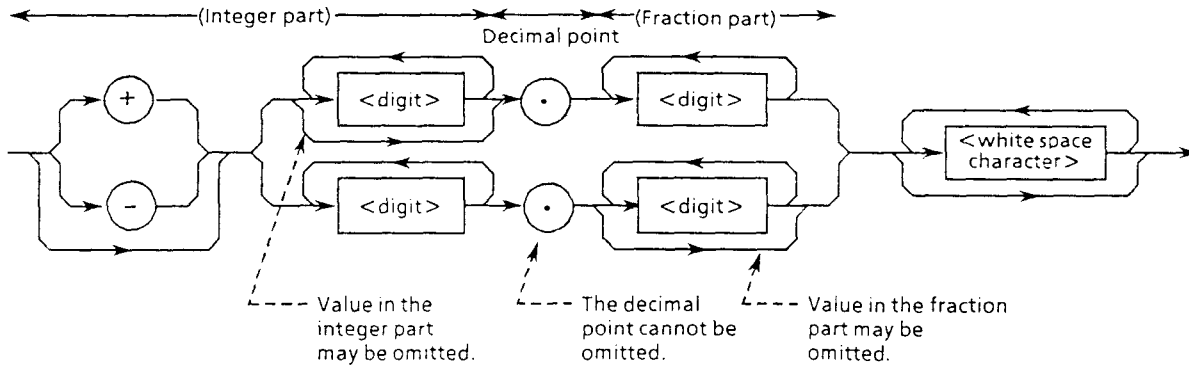 (Integer part)
(Fraction part)
Decimal point
+
<digit>
.
<digit>
<white space
character>
-
<digit>
.
<digit>
Value in the
integer part
may be omitted.
The decimal
point cannot be
omitted.
Value in the fraction
part may be
omitted.